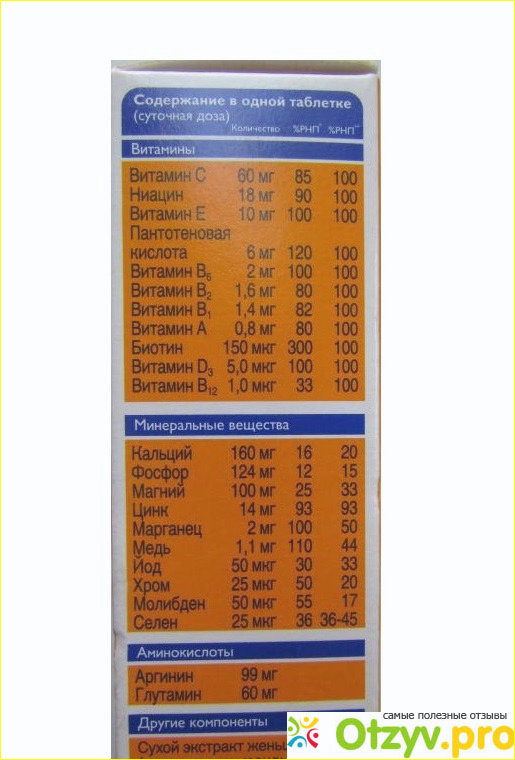 Содержание в одной таблетке
(суточная доза) Количество %РНП* %РНП**
Витамины
Витамин С 60 мг 85 100
Ниацин 18 мг 90 100
Витамин Е 10 мг 100 100
Пантотеновая
кислота 6 мг 120 100
Витамин B6 2 мг 100 100
Витамин B2 1,6 мг 80 100
Витамин B1 1,4 мг 82 100
Витамин А 0,8 мг 80 100
Биотин 150 мкг 300 100
Витамин D3 5,0 мкг 100 100
Витамин B12 1,0 мкг 33 100
Минеральные вещества
Кальций 160 мг 16 20
Фосфор 124 мг 12 15
Магний 100 мг 25 33
Цинк 14 мг 93 93
Марганец 2 мг 100 50
Медь 1,1 мг 110 44
Йод 50 мкг 30 33
Хром 25 мкг 50 20
Молибден 50 мкг 55 17
Селен 25 мкг 36 36-45
Аминокислоты
Аргинин 99 мг
Глутамин 60 мг
Другие компоненты
Сухой экстракт жень
самые полезные отзывы
Otzyv.pro